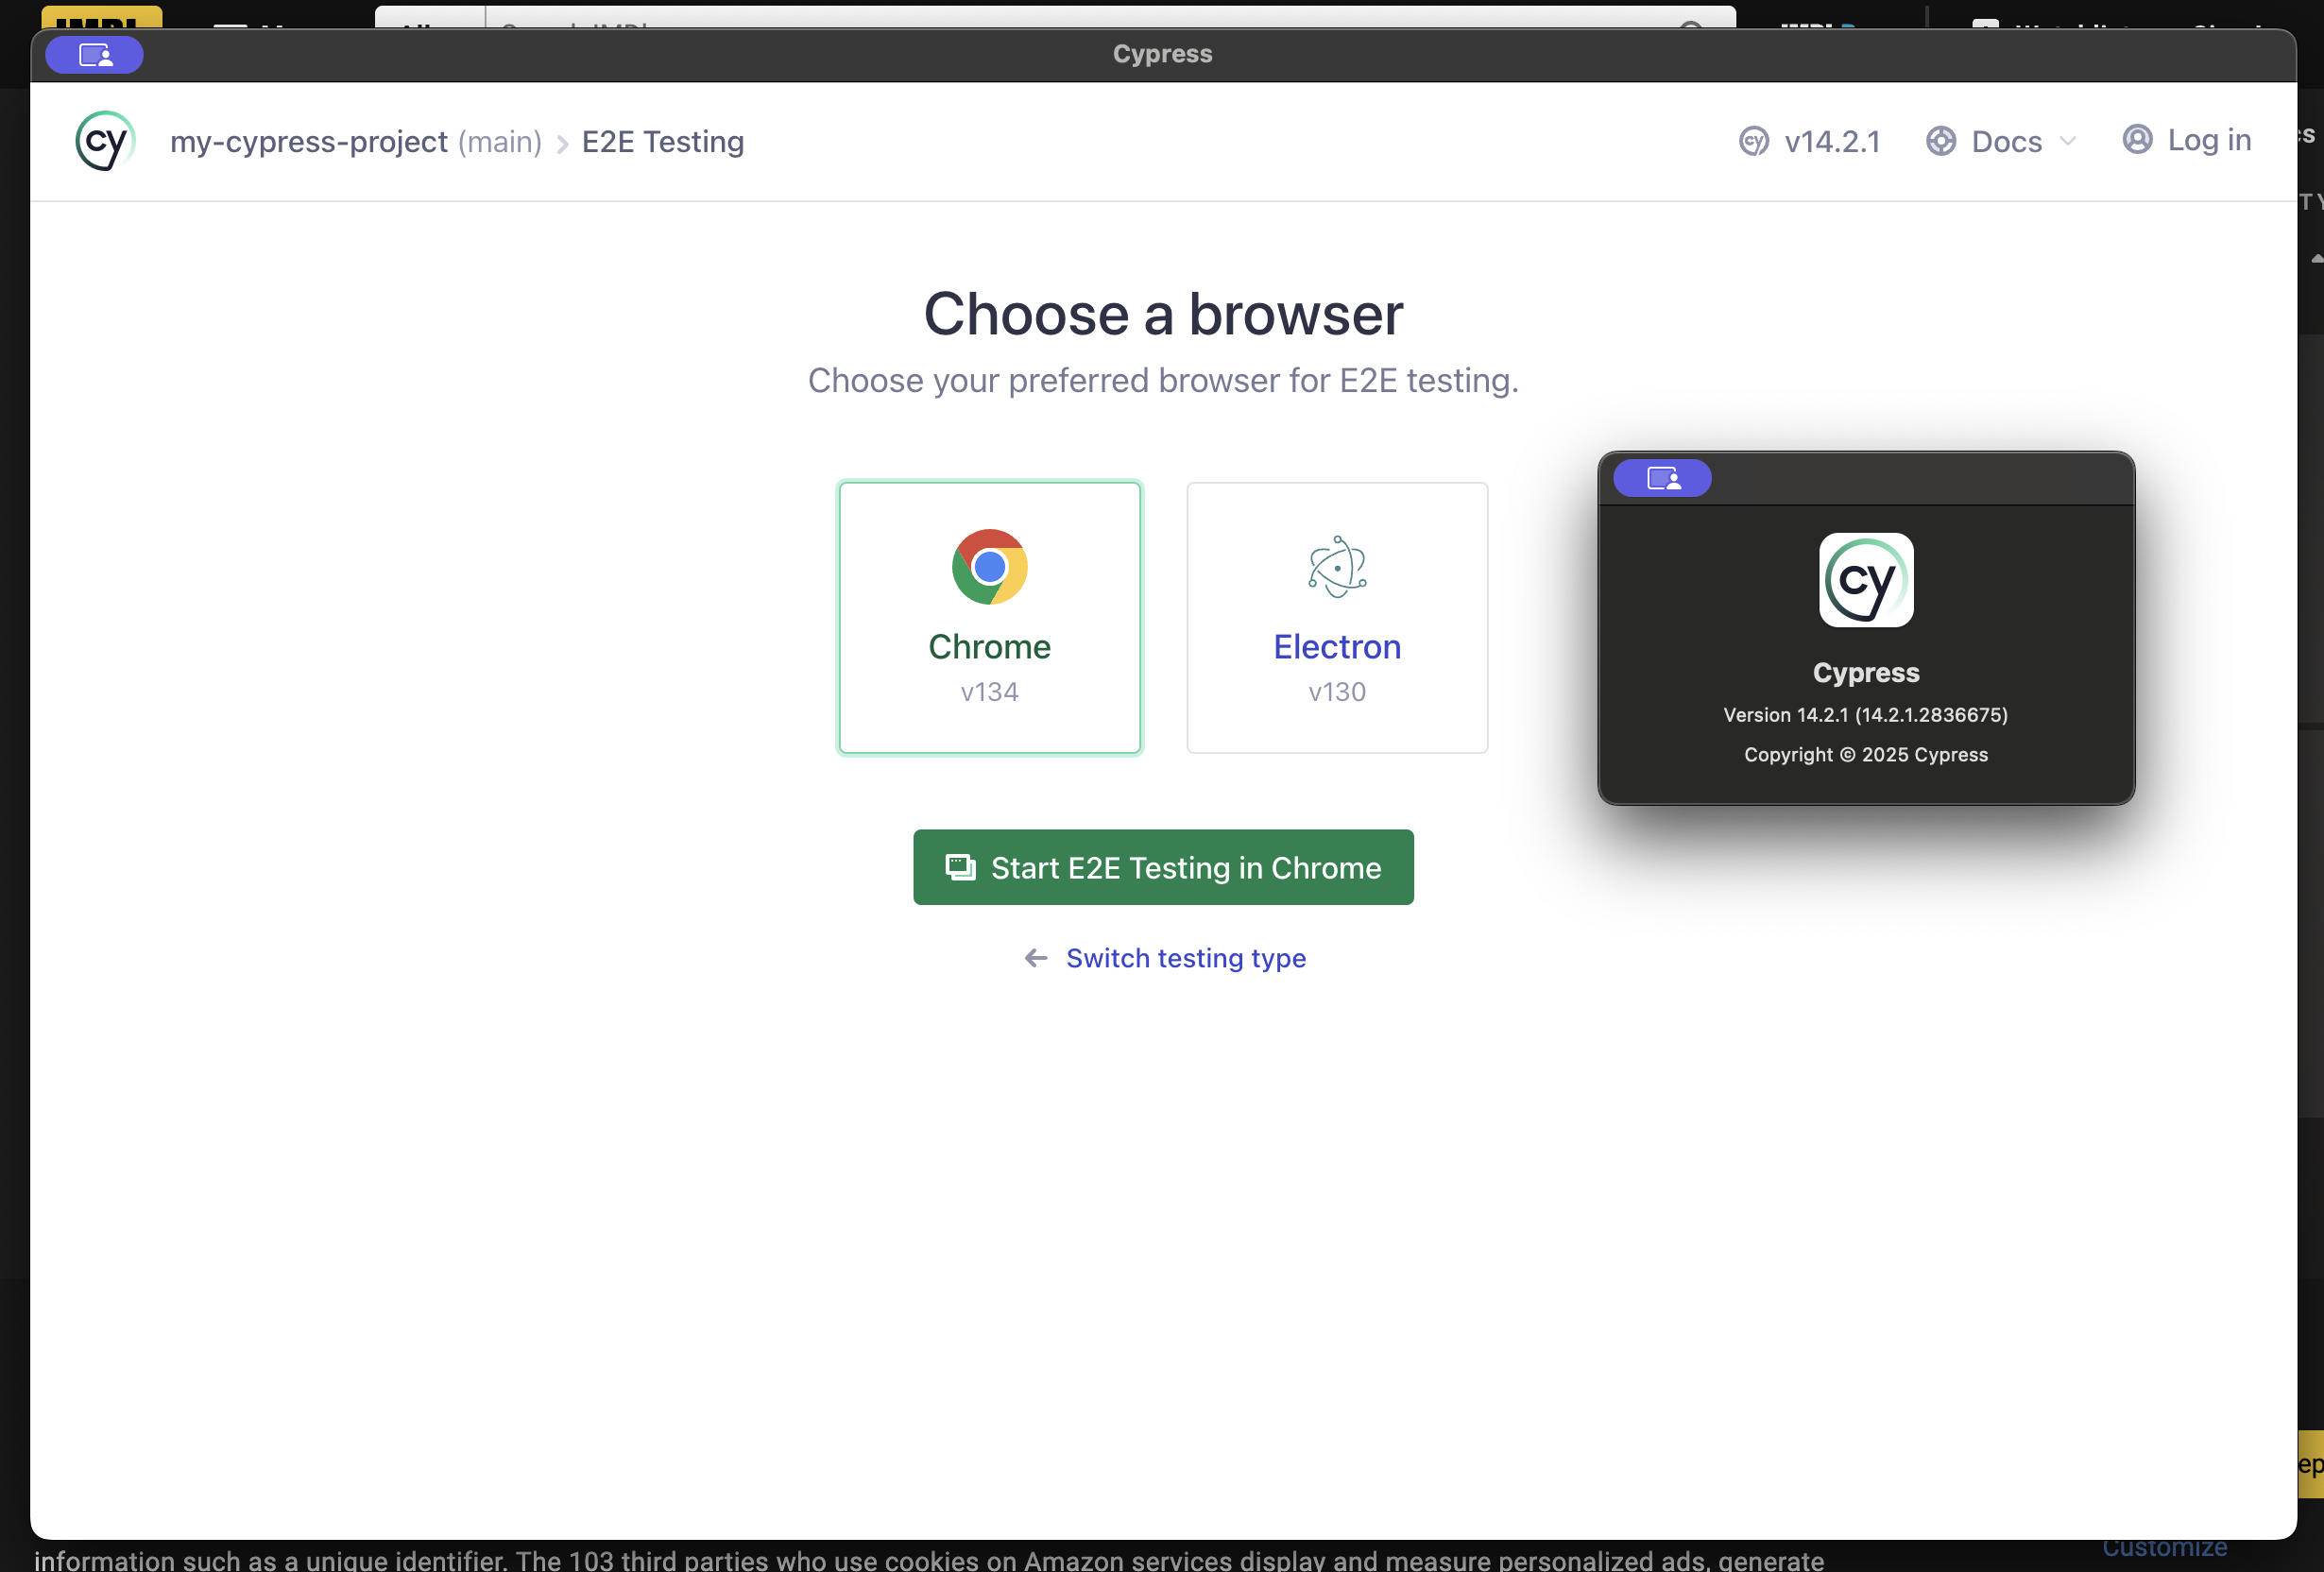 Cypress
cy my-cypress-project (main) E2E Testing
cy v14.2.1 Docs Log in
Choose a browser
Choose your preferred browser for E2E testing.
Chrome
v134
Electron
v130
cy
Cypress
Version 14.2.1 (14.2.1.2836675)
Copyright © 2025 Cypress
Start E2E Testing in Chrome
Switch testing type
information such as a unique identifier. The 103 third parties who use cookies on Amazon services display and measure personalized ads, generate
Customize